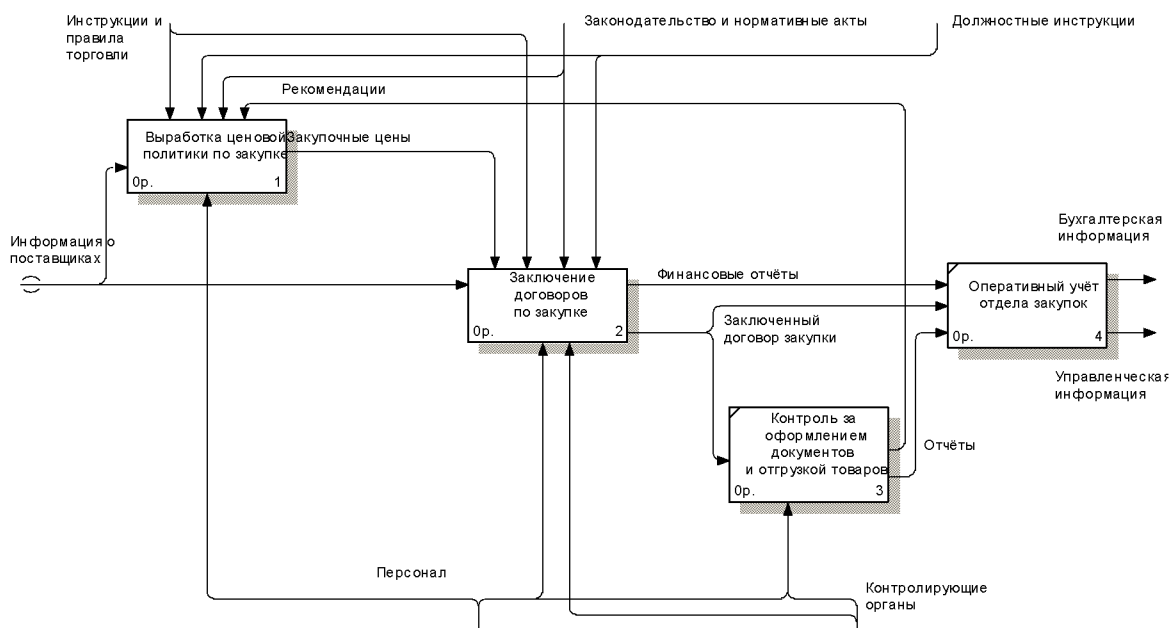 Инструкции и
правила
торговли
Законодательство и нормативные акты
Должностные инструкции
Рекомендации
Выработка ценовой
политики по закупке
0р.
1
Закупочные цены
Информация о
поставщиках
Заключение
договоров
по закупке
0р.
2
Финансовые отчёты
Заключенный
договор закупки
Бухгалтерская
информация
Оперативный учёт
отдела закупок
0р.
4
Управленческая
информация
Контроль за
оформлением
документов
и отгрузкой товаров
0р.
3
Отчёты
Персонал
Контролирующие
органы